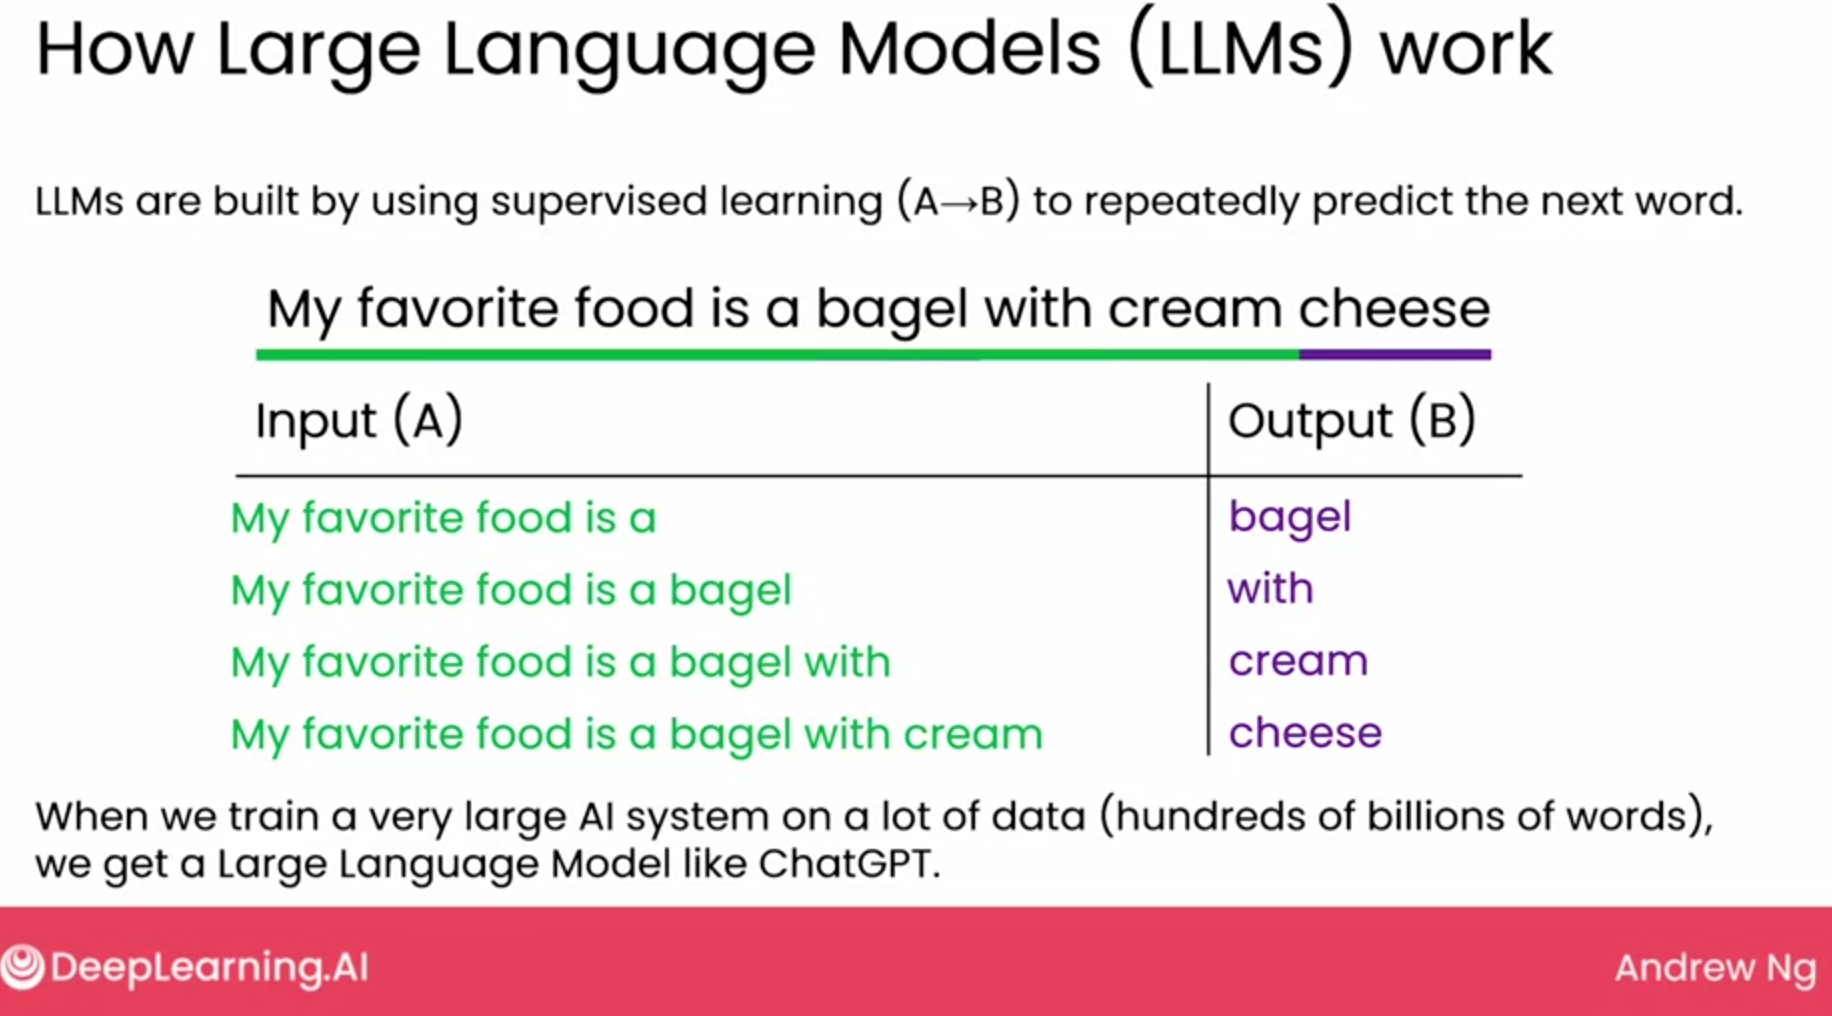 How Large Language Models (LLMs) work
LLMs are built by using supervised learning (A→B) to repeatedly predict the next word.
My favorite food is a bagel with cream cheese
Input (A) Output (B)
My favorite food is a bagel
My favorite food is a bagel with
My favorite food is a bagel with cream
My favorite food is a bagel with cream cheese
When we train a very large AI system on a lot of data (hundreds of billions of words),
we get a Large Language Model like ChatGPT.
DeepLearning.AI Andrew Ng